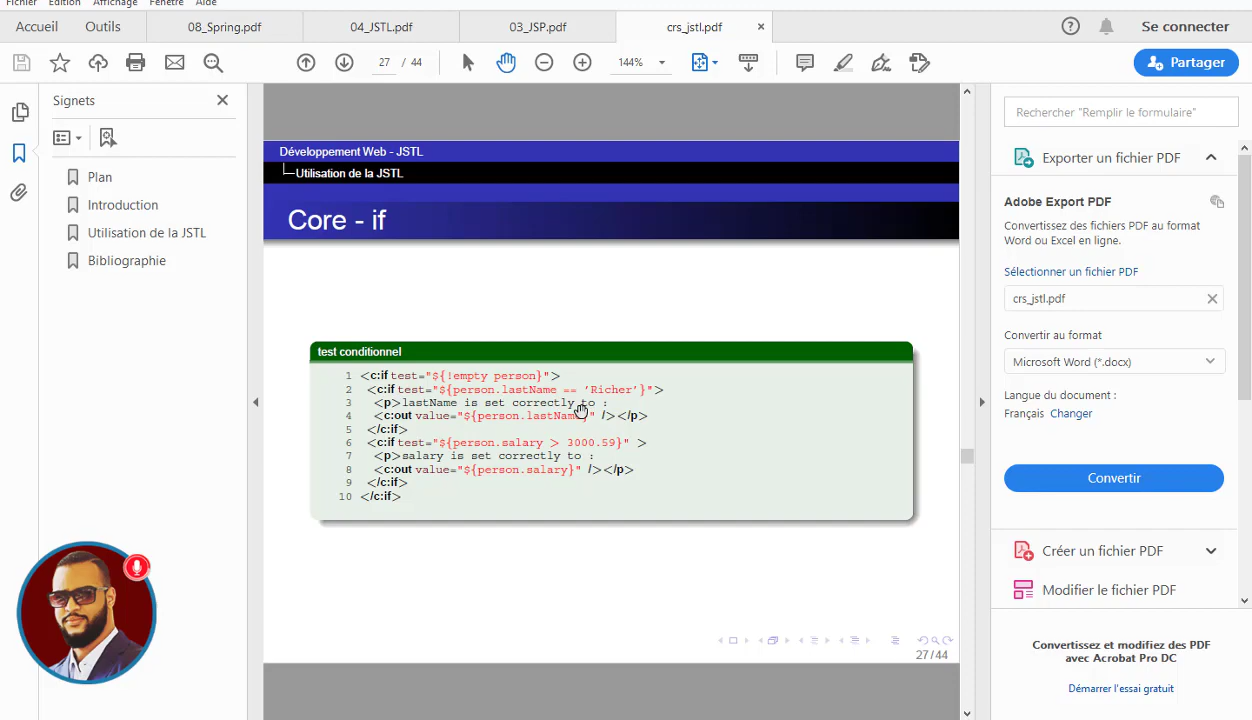 Fichier Edition Affichage Fenêtre Aide
Accueil Outils 08_Spring.pdf 04_JSTL.pdf 03_JSP.pdf crs_jstl.pdf × Se connecter
27 / 44 144% Partager
Signets
Plan
Introduction
Utilisation de la JSTL
Bibliographie
Développement Web - JSTL
Utilisation de la JSTL
Core - if
test conditionnel
1 <c:if test="${!empty person}">
2 <c:if test="${person.lastName == 'Richer'}">
3 <p>lastName is set correctly to :
4 <c:out value="${person.lastName}" /></p>
5 </c:if>
6 <c:if test="${person.salary > 3000.59}" >
7 <p>salary is set correctly to :
8 <c:out value="${person.salary}" /></p>
9 </c:if>
10 </c:if>
27/44
Rechercher "Remplir le formulaire"
Exporter un fichier PDF
Adobe Export PDF
Convertissez des fichiers PDF au format
Word ou Excel en ligne.
Sélectionner un fichier PDF
crs_jstl.pdf
Convertir au format
Microsoft Word (*.docx)
Langue du document :
Français Changer
Convertir
Créer un fichier PDF
Modifier le fichier PDF
Convertissez et modifiez des PDF
avec Acrobat Pro DC
Démarrer l'essai gratuit